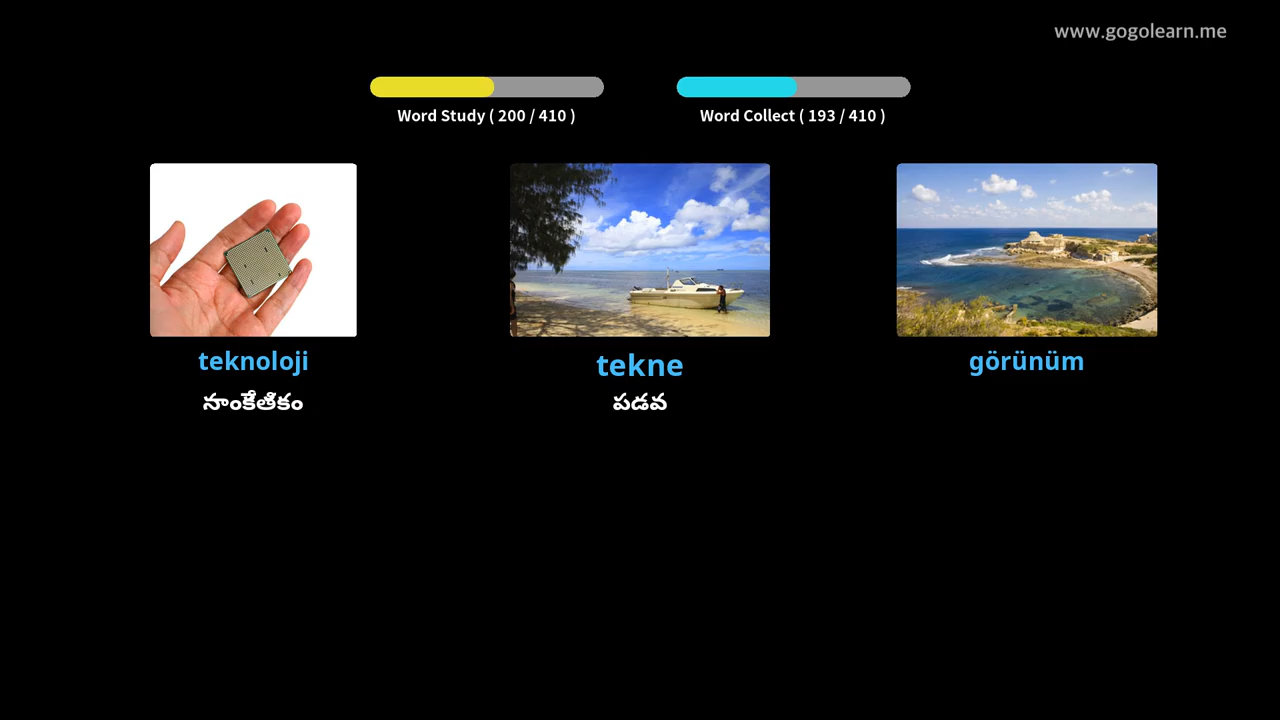 www.gogolearn.me
Word Study ( 200 / 410 )
Word Collect ( 193 / 410 )
teknoloji
tekne
görünüm
సాంకేతికం
పడవ